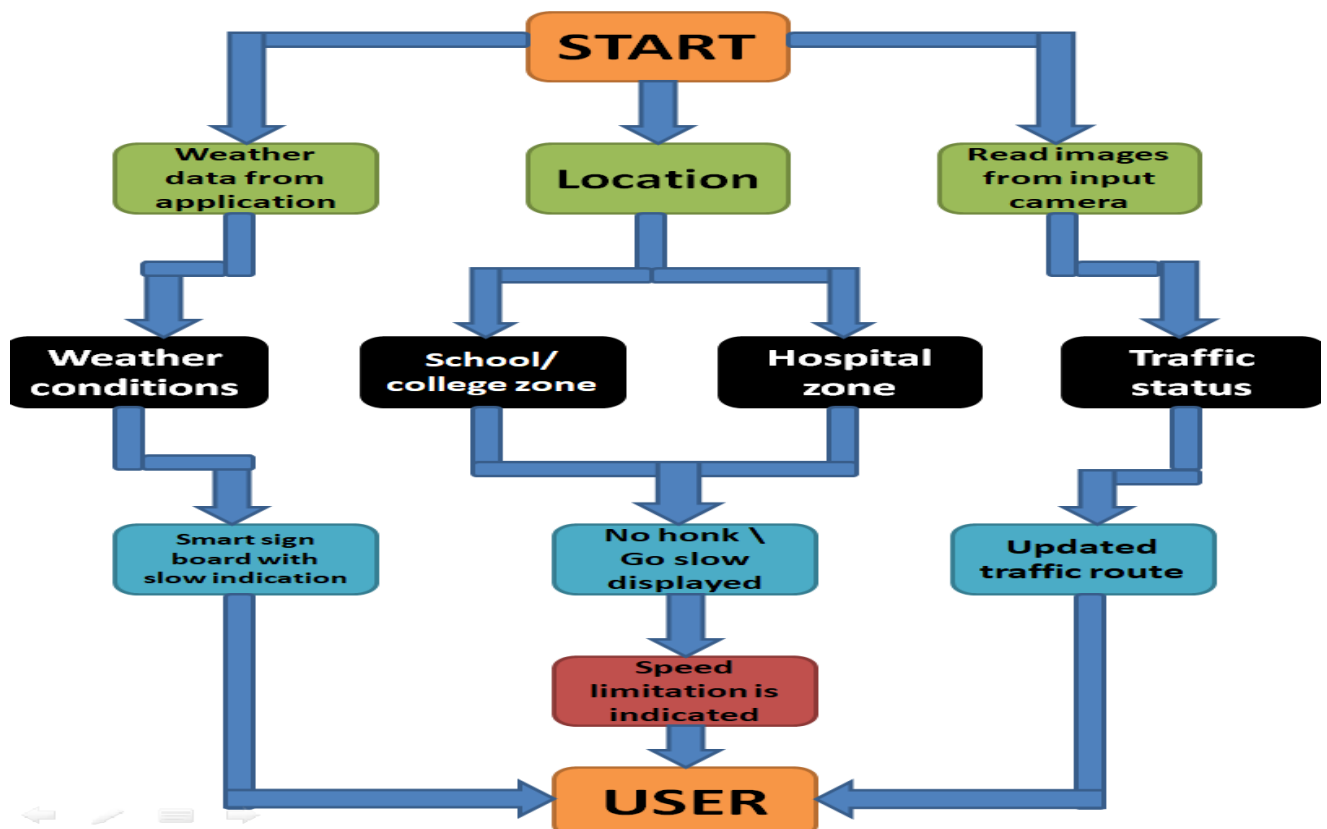 START
Weather
data from
application
Location
Read images
from input
camera
Weather
conditions
School/
college zone
Hospital
zone
Traffic
status
Smart sign
board with
slow indication
No honk \
Go slow
displayed
Updated
traffic route
Speed
limitation is
indicated
USER